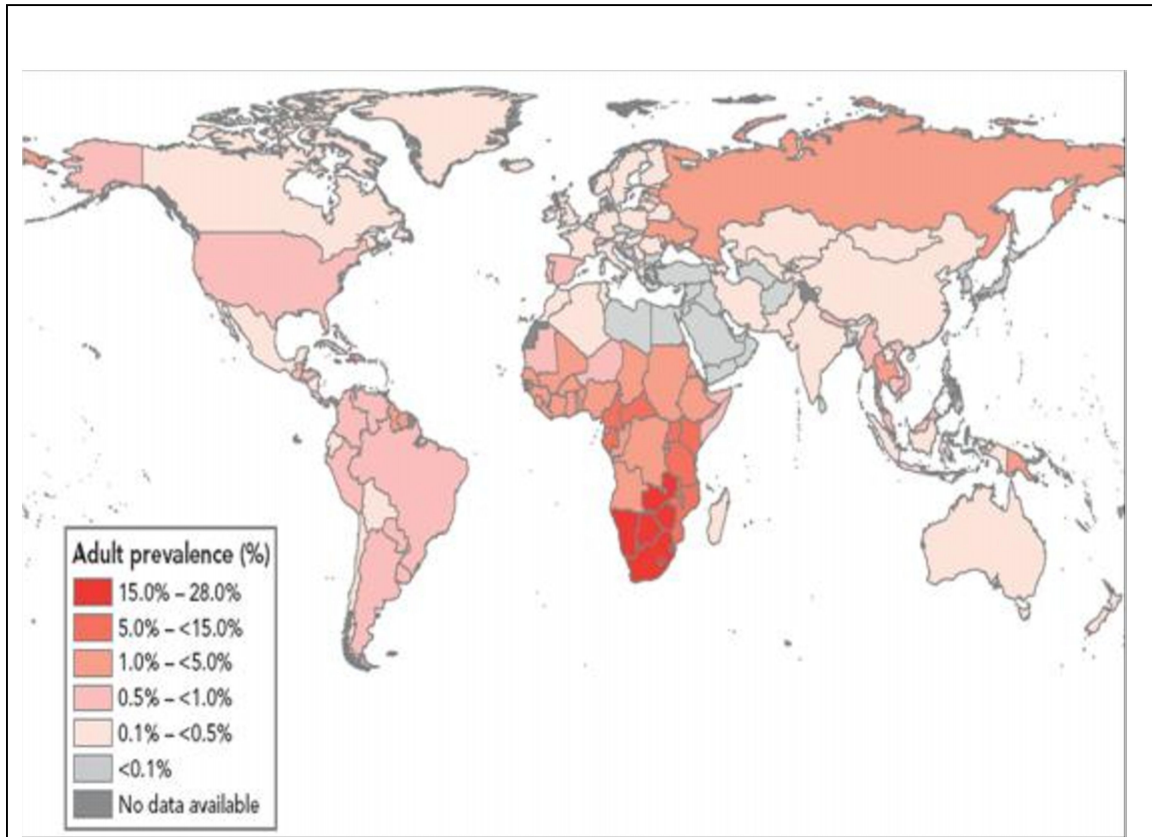 Adult prevalence (%)
15.0% – 28.0%
5.0% – <15.0%
1.0% – <5.0%
0.5% – <1.0%
0.1% – <0.5%
<0.1%
No data available